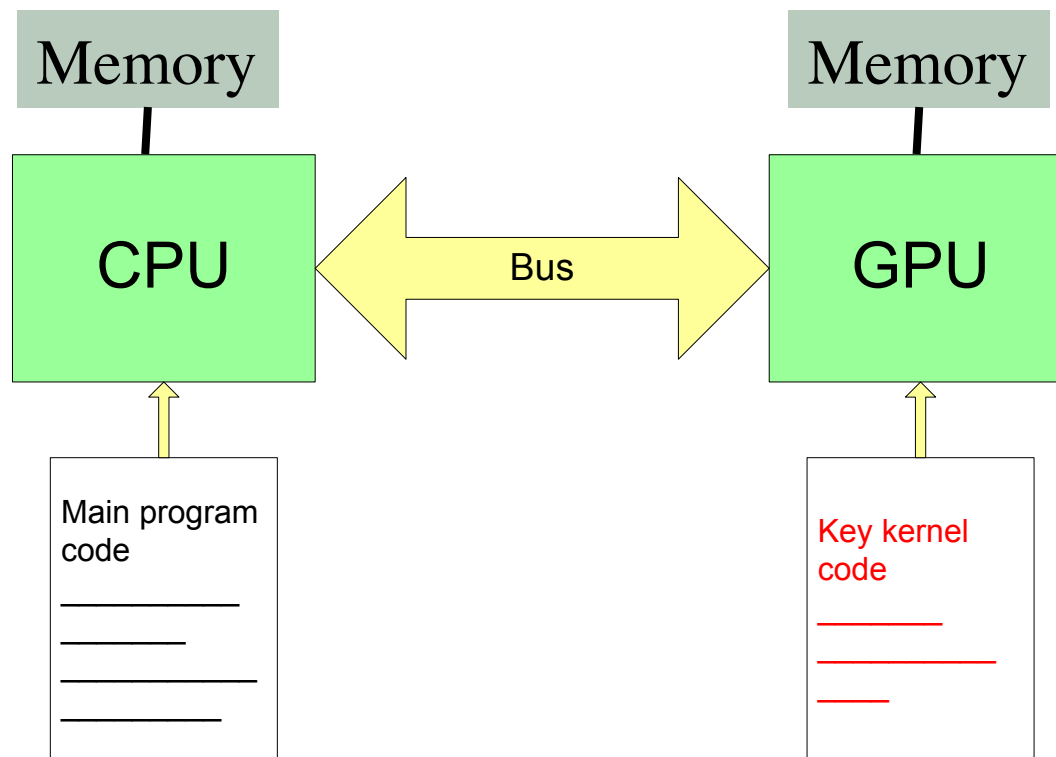 Memory
Memory
CPU
Bus
GPU
Main program
code
Key kernel
code